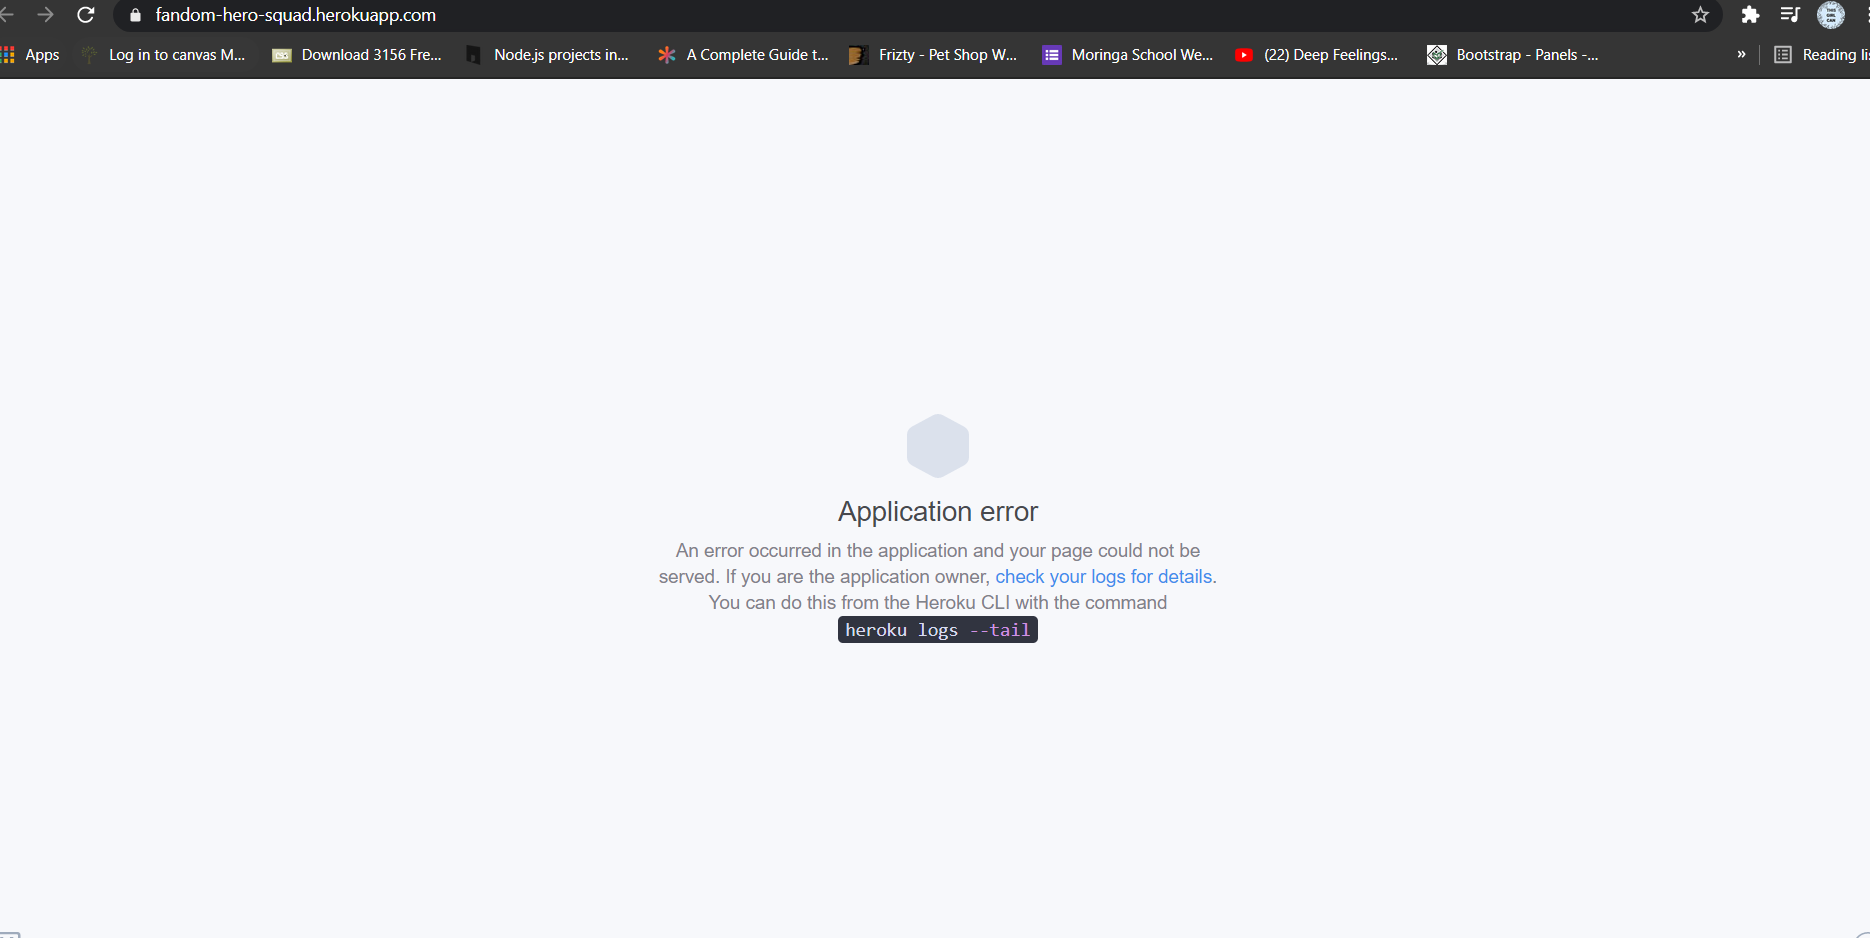 fandom-hero-squad.herokuapp.com
Apps Log in to canvas M... Download 3156 Fre... Node.js projects in... A Complete Guide t... Frizty - Pet Shop W... Moringa School We... (22) Deep Feelings... Bootstrap - Panels -... » Reading lis
Application error
An error occurred in the application and your page could not be
served. If you are the application owner, check your logs for details.
You can do this from the Heroku CLI with the command
heroku logs --tail